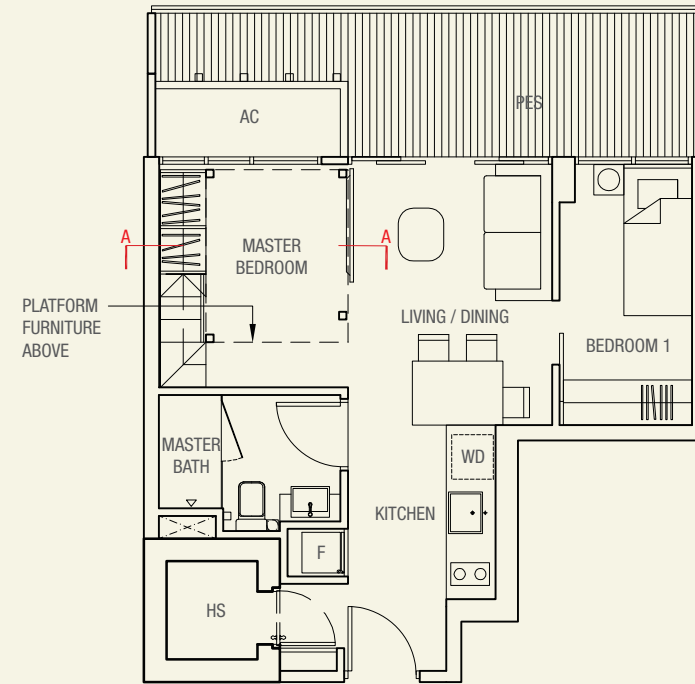 AC
PES
A
A
MASTER
BEDROOM
PLATFORM
FURNITURE
ABOVE
LIVING / DINING
BEDROOM 1
MASTER
BATH
WD
KITCHEN
F
HS